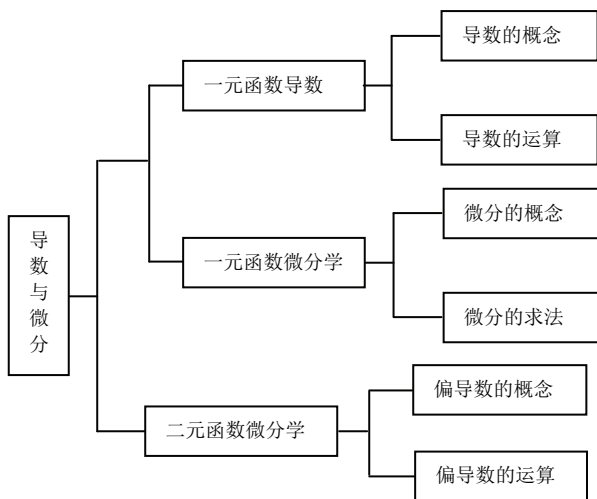 导数的概念
一元函数导数
导数的运算
微分的概念
导数与微分
一元函数微分学
微分的求法
偏导数的概念
二元函数微分学
偏导数的运算